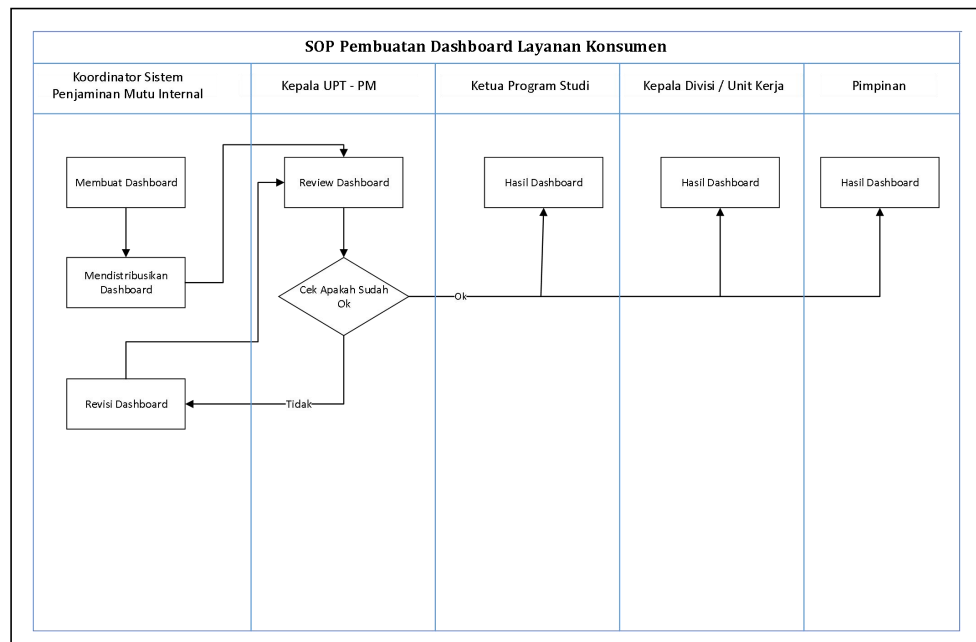 SOP Pembuatan Dashboard Layanan Konsumen
Koordinator Sistem
Penjaminan Mutu Internal
Kepala UPT - PM
Ketua Program Studi
Kepala Divisi / Unit Kerja
Pimpinan
Membuat Dashboard
Review Dashboard
Hasil Dashboard
Hasil Dashboard
Hasil Dashboard
Mendistribusikan
Dashboard
Cek Apakah Sudah
Ok
Ok
Revisi Dashboard
Tidak